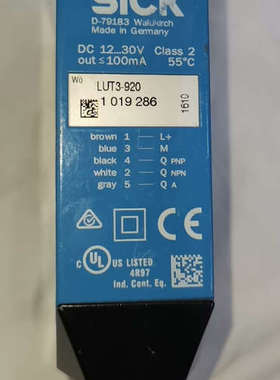 SICK
D-79183 Waldkirch
Made in Germany
DC 12...30V Class 2
out ≤100mA 55°C
Wö
LUT3-920
1 019 286
1610
brown 1 — L+
blue 3 — M
black 4 — Q PNP
white 2 — Q NPN
gray 5 — Q A
CE
c UL US LISTED
4R97
Ind. Cont. Eq.